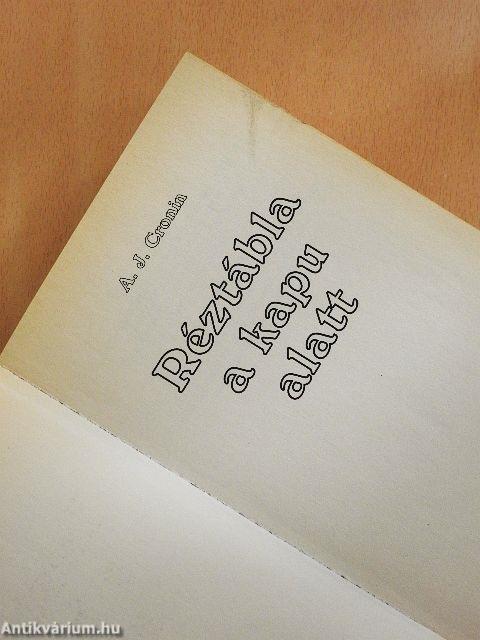 A. J. Cronin
Réztábla
a kapu
alatt
Antikvárium.hu